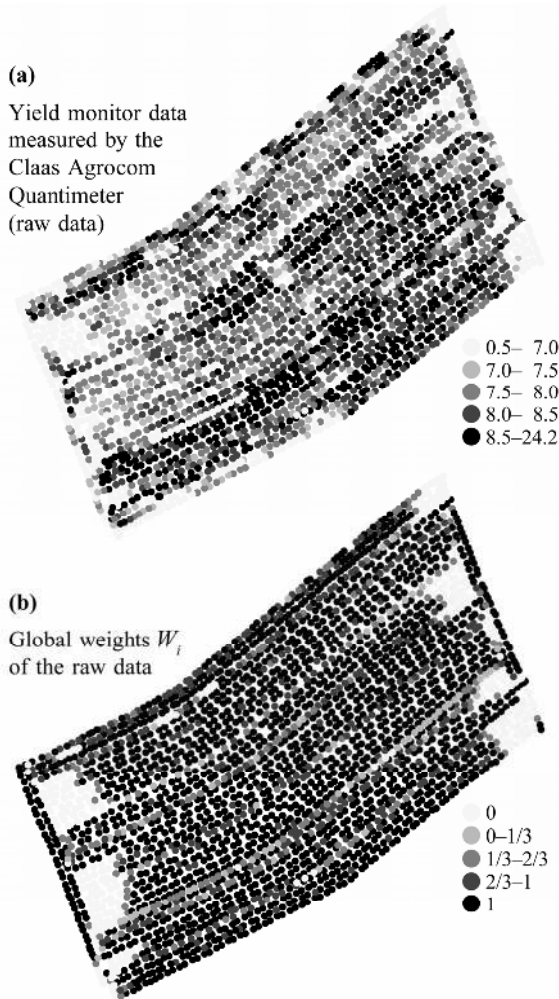 (a)
Yield monitor data
measured by the
Claas Agrocom
Quantimeter
(raw data)
0.5– 7.0
7.0– 7.5
7.5– 8.0
8.0– 8.5
8.5–24.2
(b)
Global weights Wᵢ
of the raw data
0
0–1/3
1/3–2/3
2/3–1
1